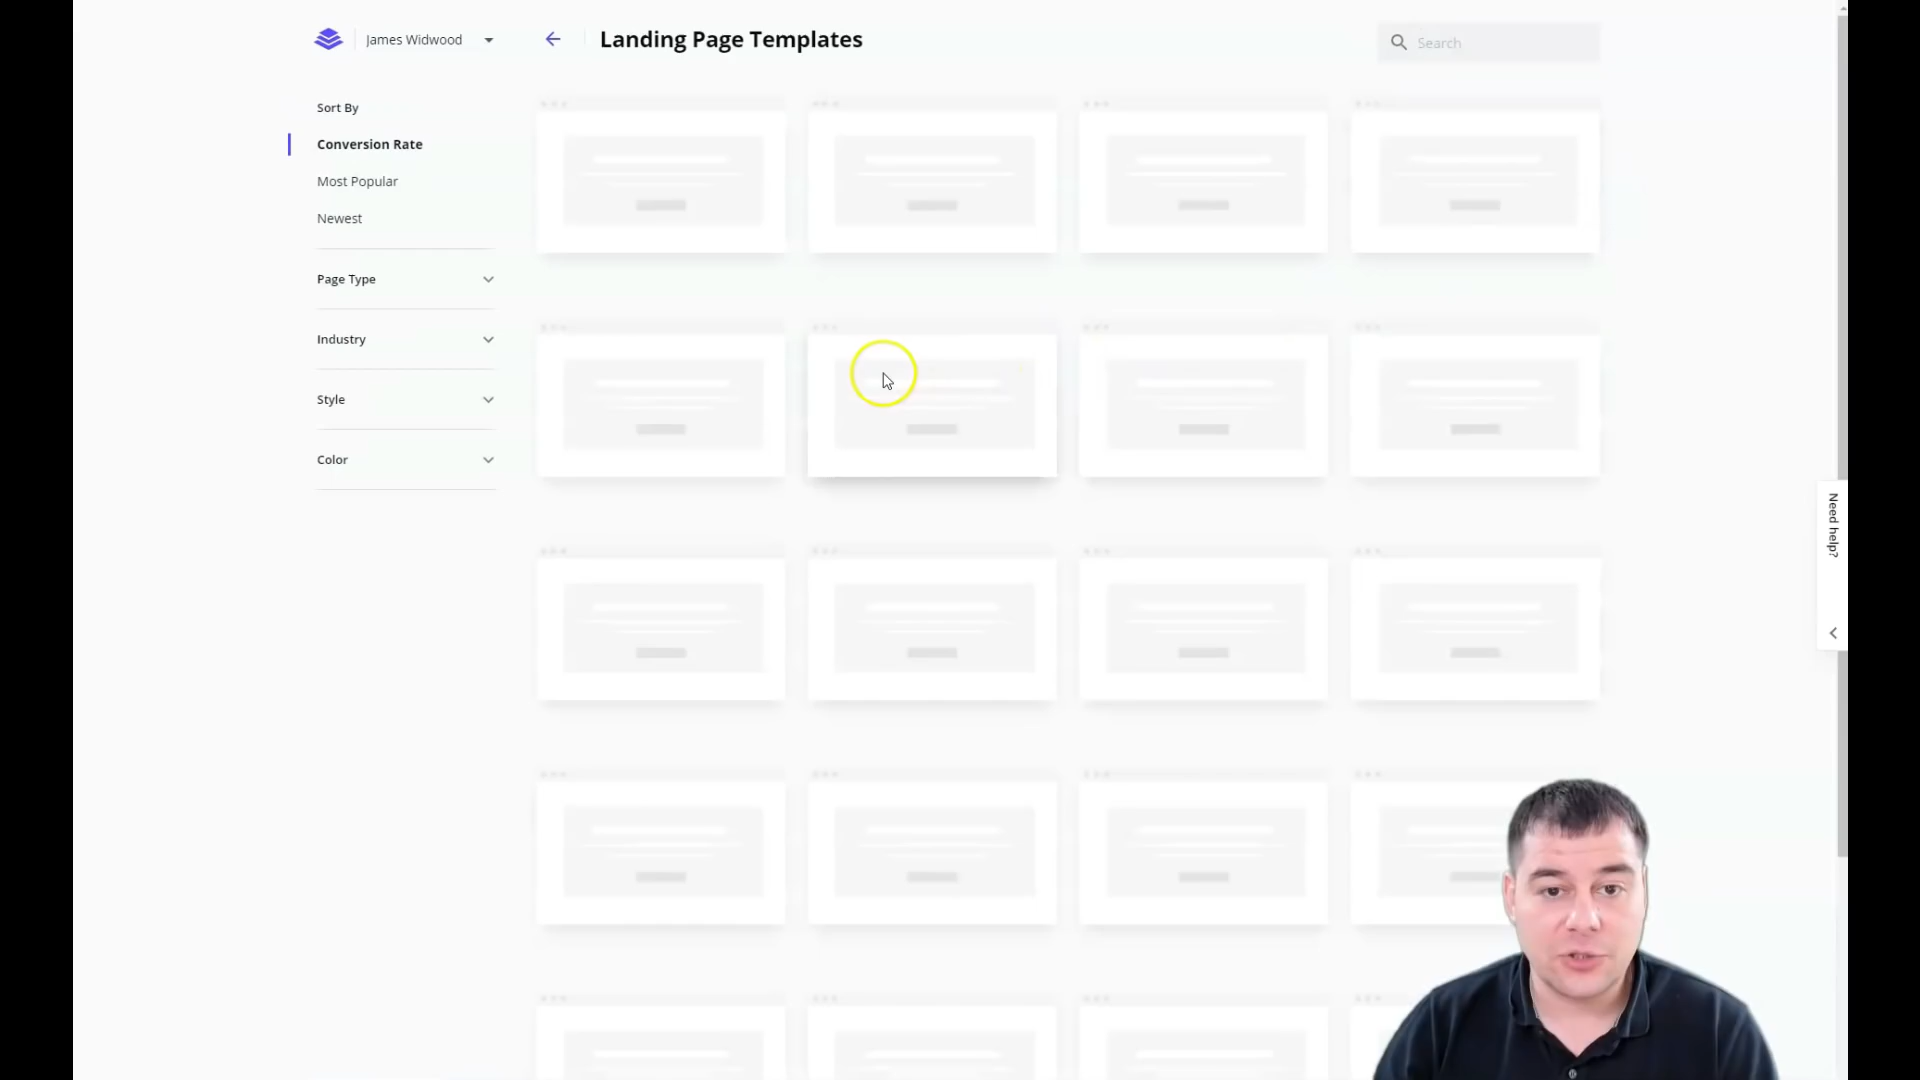 James Widwood
Landing Page Templates
Search
Sort By
Conversion Rate
Most Popular
Newest
Page Type
Industry
Style
Color
Need help?